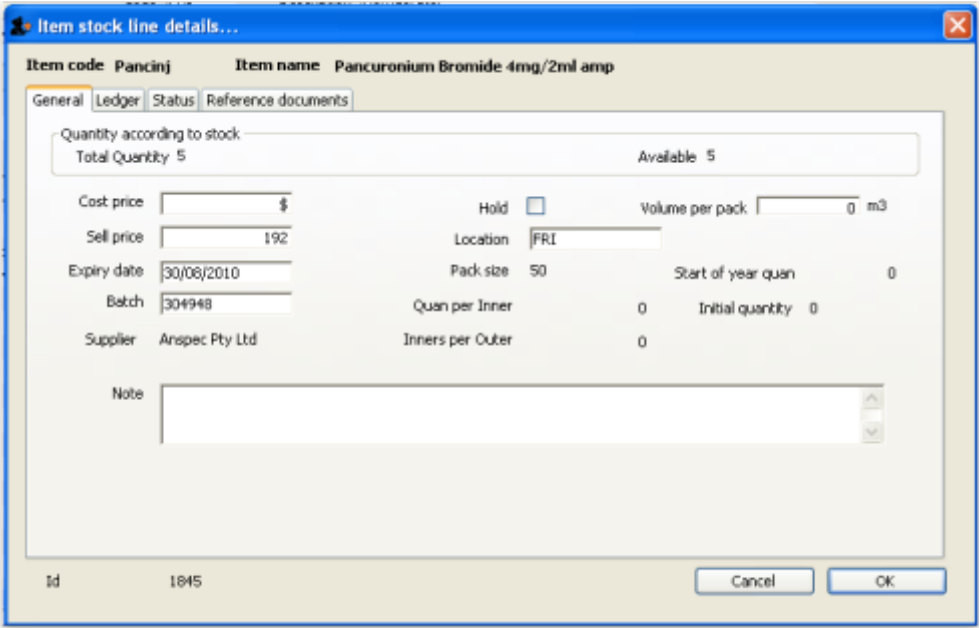 Item stock line details...
Item code Pancinj Item name Pancuronium Bromide 4mg/2ml amp
General Ledger Status Reference documents
Quantity according to stock
Total Quantity 5 Available 5
Cost price $ Hold Volume per pack 0 m3
Sell price 192 Location FRI
Expiry date 30/08/2010 Pack size 50 Start of year quan 0
Batch 304948 Quan per Inner 0 Initial quantity 0
Supplier Anspec Pty Ltd Inners per Outer 0
Note
Id 1845 Cancel OK